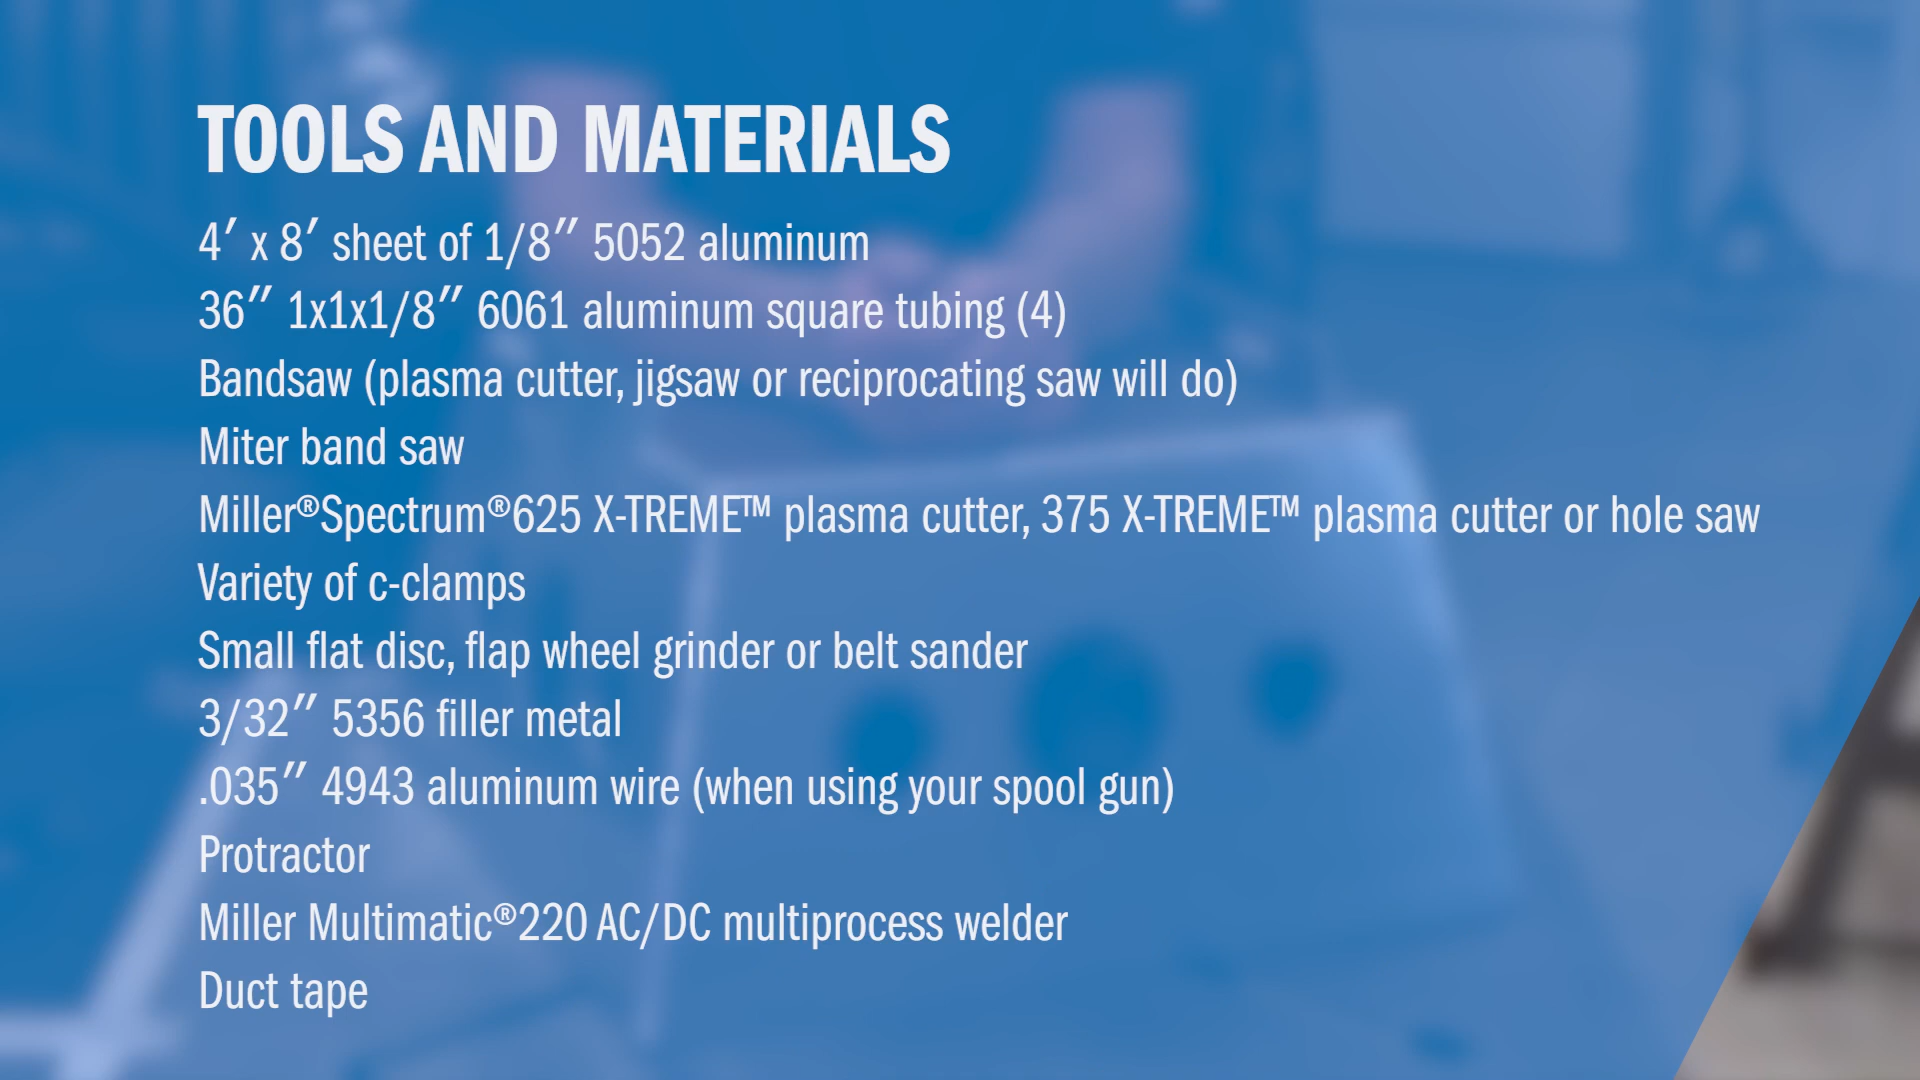 TOOLS AND MATERIALS
4′ x 8′ sheet of 1/8″ 5052 aluminum
36″ 1x1x1/8″ 6061 aluminum square tubing (4)
Bandsaw (plasma cutter, jigsaw or reciprocating saw will do)
Miter band saw
Miller®Spectrum®625 X-TREME™ plasma cutter, 375 X-TREME™ plasma cutter or hole saw
Variety of c-clamps
Small flat disc, flap wheel grinder or belt sander
3/32″ 5356 filler metal
.035″ 4943 aluminum wire (when using your spool gun)
Protractor
Miller Multimatic®220 AC/DC multiprocess welder
Duct tape